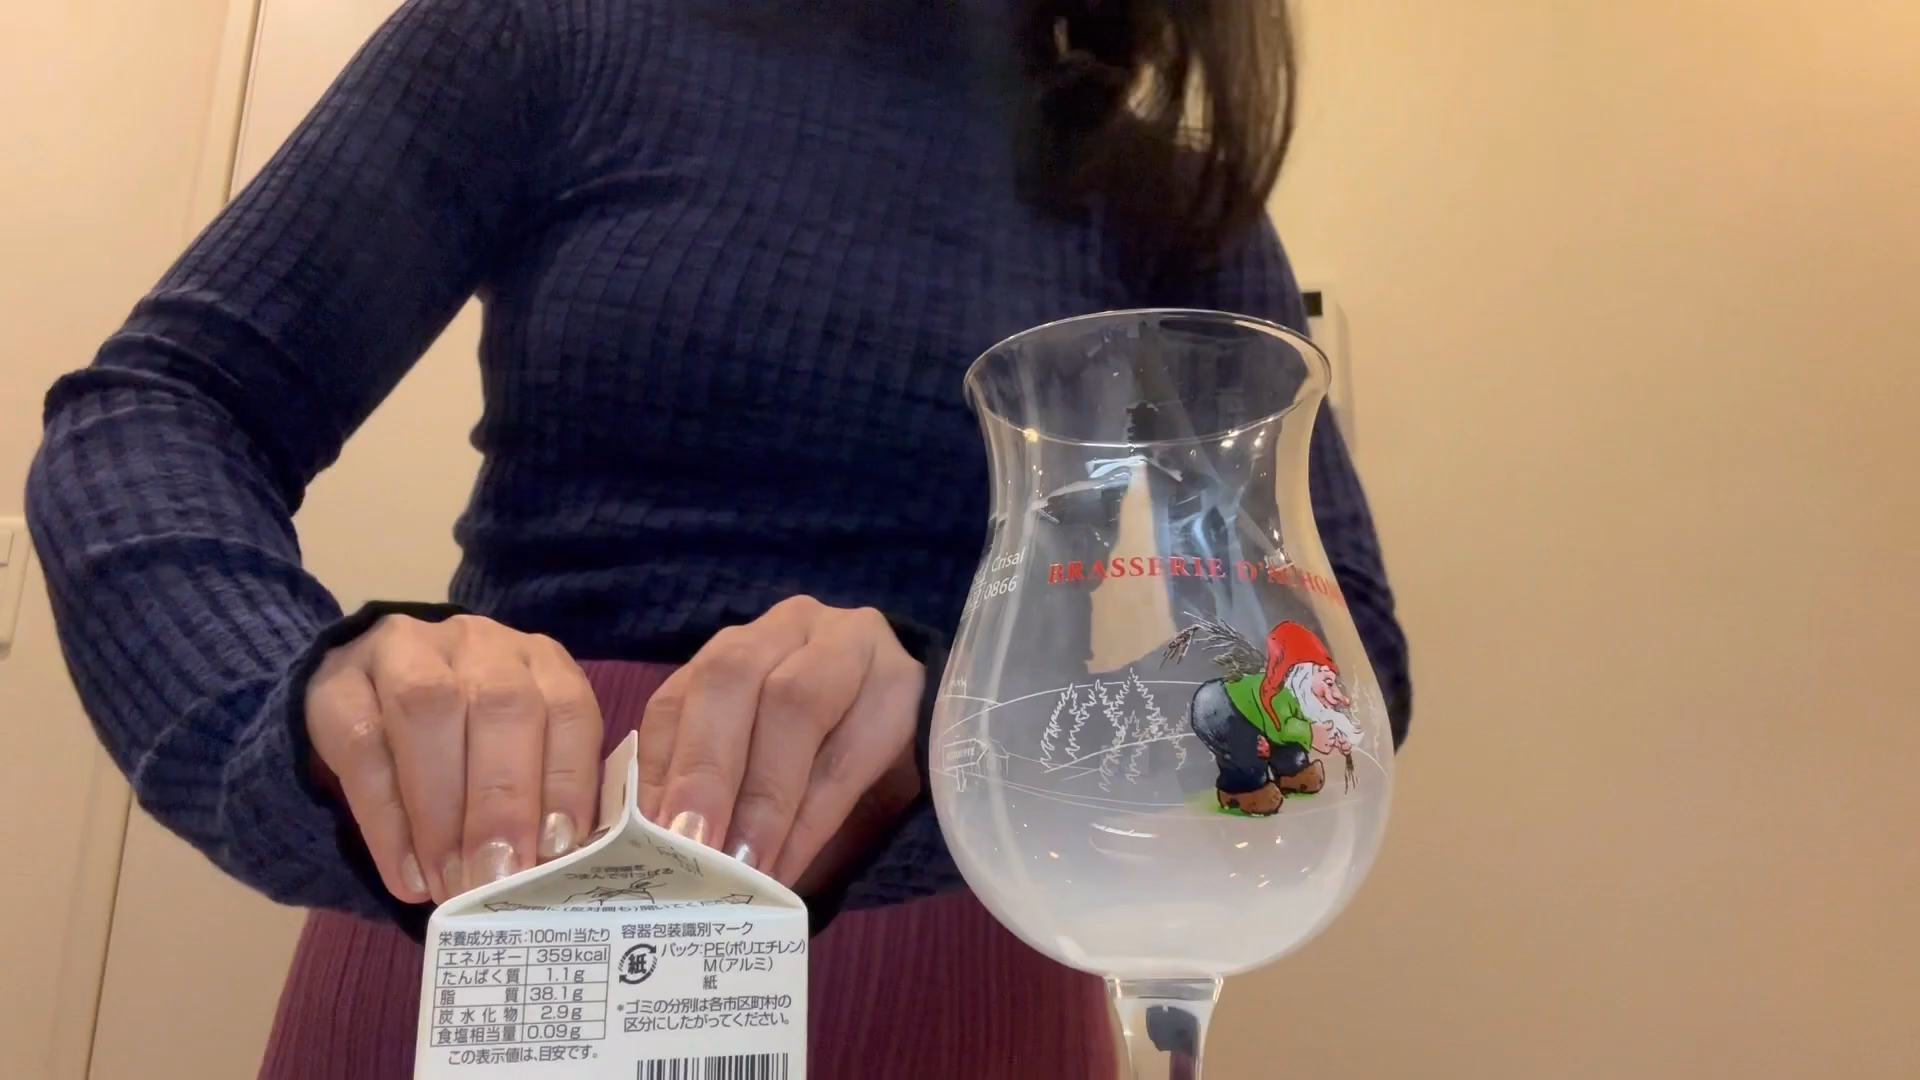 Crisal
0866
BRASSERIE D'ACHOU
栄養成分表示:100ml当たり
エネルギー 359kcal
たんぱく質 1.1g
脂質 38.1g
炭水化物 2.9g
食塩相当量 0.09g
この表示値は、目安です。
容器包装識別マーク
紙
パック:PE(ポリエチレン)
M(アルミ)
紙
*ゴミの分別は各市区町村の
区分にしたがってください。